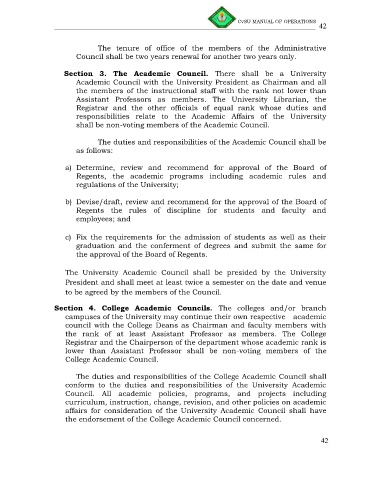 CvSU MANUAL OF OPERATIONS
42
The tenure of office of the members of the Administrative
Council shall be two years renewal for another two years only.
Section 3. The Academic Council. There shall be a University
Academic Council with the University President as Chairman and all
the members of the instructional staff with the rank not lower than
Assistant Professors as members. The University Librarian, the
Registrar and the other officials of equal rank whose duties and
responsibilities relate to the Academic Affairs of the University
shall be non-voting members of the Academic Council.
The duties and responsibilities of the Academic Council shall be
as follows:
a) Determine, review and recommend for approval of the Board of
Regents, the academic programs including academic rules and
regulations of the University;
b) Devise/draft, review and recommend for the approval of the Board of
Regents the rules of discipline for students and faculty and
employees; and
c) Fix the requirements for the admission of students as well as their
graduation and the conferment of degrees and submit the same for
the approval of the Board of Regents.
The University Academic Council shall be presided by the University
President and shall meet at least twice a semester on the date and venue
to be agreed by the members of the Council.
Section 4. College Academic Councils. The colleges and/or branch
campuses of the University may continue their own respective academic
council with the College Deans as Chairman and faculty members with
the rank of at least Assistant Professor as members. The College
Registrar and the Chairperson of the department whose academic rank is
lower than Assistant Professor shall be non-voting members of the
College Academic Council.
The duties and responsibilities of the College Academic Council shall
conform to the duties and responsibilities of the University Academic
Council. All academic policies, programs, and projects including
curriculum, instruction, change, revision, and other policies on academic
affairs for consideration of the University Academic Council shall have
the endorsement of the College Academic Council concerned.
42